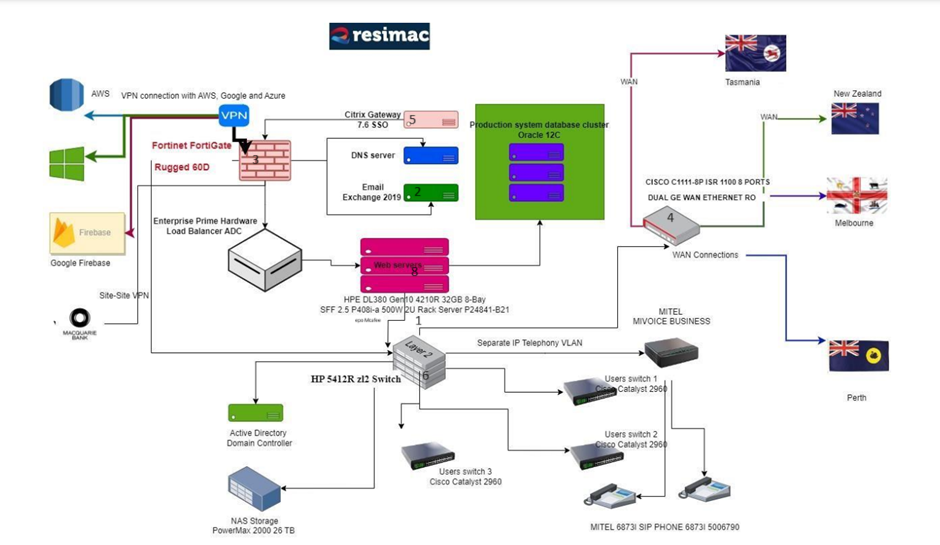 resimac
AWS
VPN connection with AWS, Google and Azure
VPN
Fortinet FortiGate
Rugged 60D
3
Citrix Gateway
7.6 SSO
5
DNS server
Email
Exchange 2019
2
Production system database cluster
Oracle 12C
WAN
Tasmania
New Zealand
WAN
CISCO C1111-8P ISR 1100 8 PORTS
DUAL GE WAN ETHERNET RO
4
Melbourne
WAN Connections
Firebase
Google Firebase
Enterprise Prime Hardware
Load Balancer ADC
Web servers
8
HPE DL380 Gen10 4210R 32GB 8-Bay
SFF 2.5 P408i-a 500W 2U Rack Server P24841-B21
Site-Site VPN
MACQUARIE
BANK
1
MITEL
MIVOICE BUSINESS
Separate IP Telephony VLAN
Layer 2
6
HP 5412R zl2 Switch
Perth
Users switch 1
Cisco Catalyst 2960
Active Directory
Domain Controller
Users switch 2
Cisco Catalyst 2960
Users switch 3
Cisco Catalyst 2960
NAS Storage
PowerMax 2000 26 TB
MITEL 6873I SIP PHONE 6873I 5006790